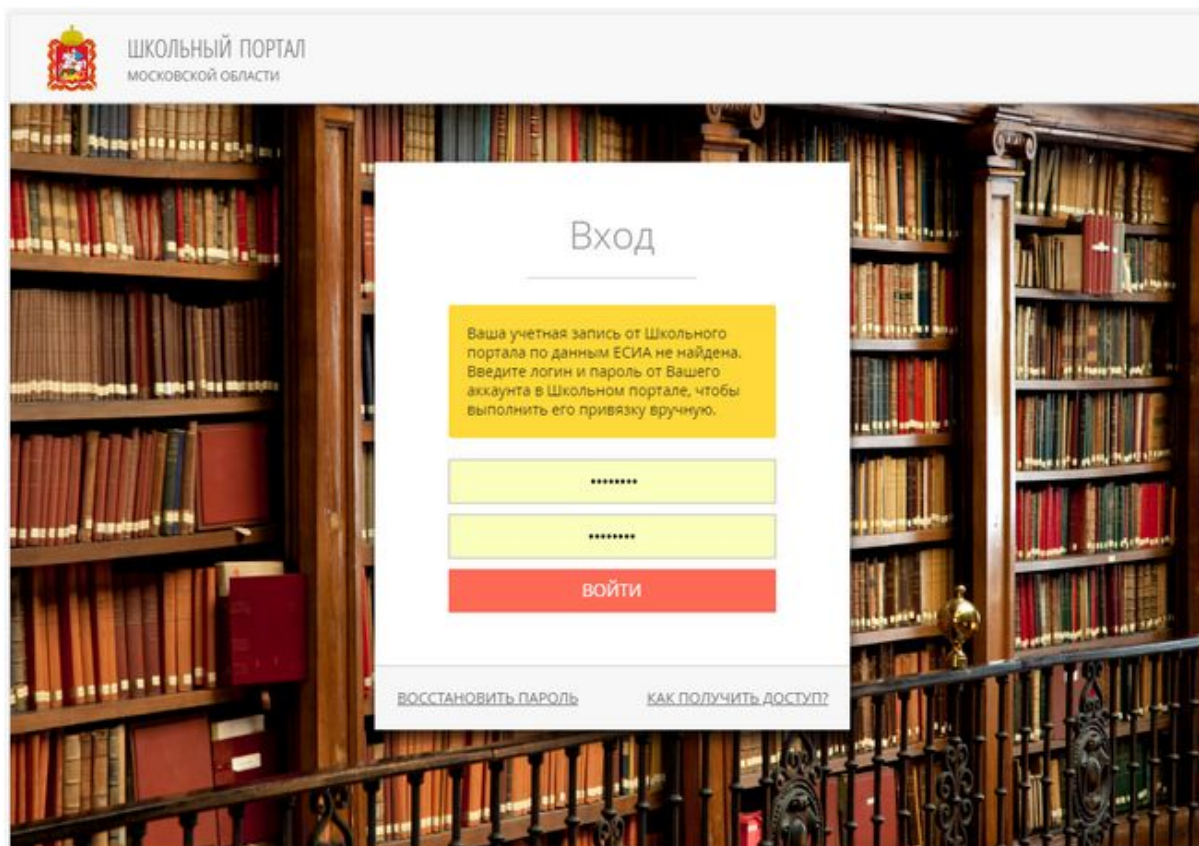 ШКОЛЬНЫЙ ПОРТАЛ
МОСКОВСКОЙ ОБЛАСТИ
Вход
Ваша учетная запись от Школьного
портала по данным ЕСИА не найдена.
Введите логин и пароль от Вашего
аккаунта в Школьном портале, чтобы
выполнить его привязку вручную.
••••••••
••••••••
ВОЙТИ
ВОССТАНОВИТЬ ПАРОЛЬ
КАК ПОЛУЧИТЬ ДОСТУП?